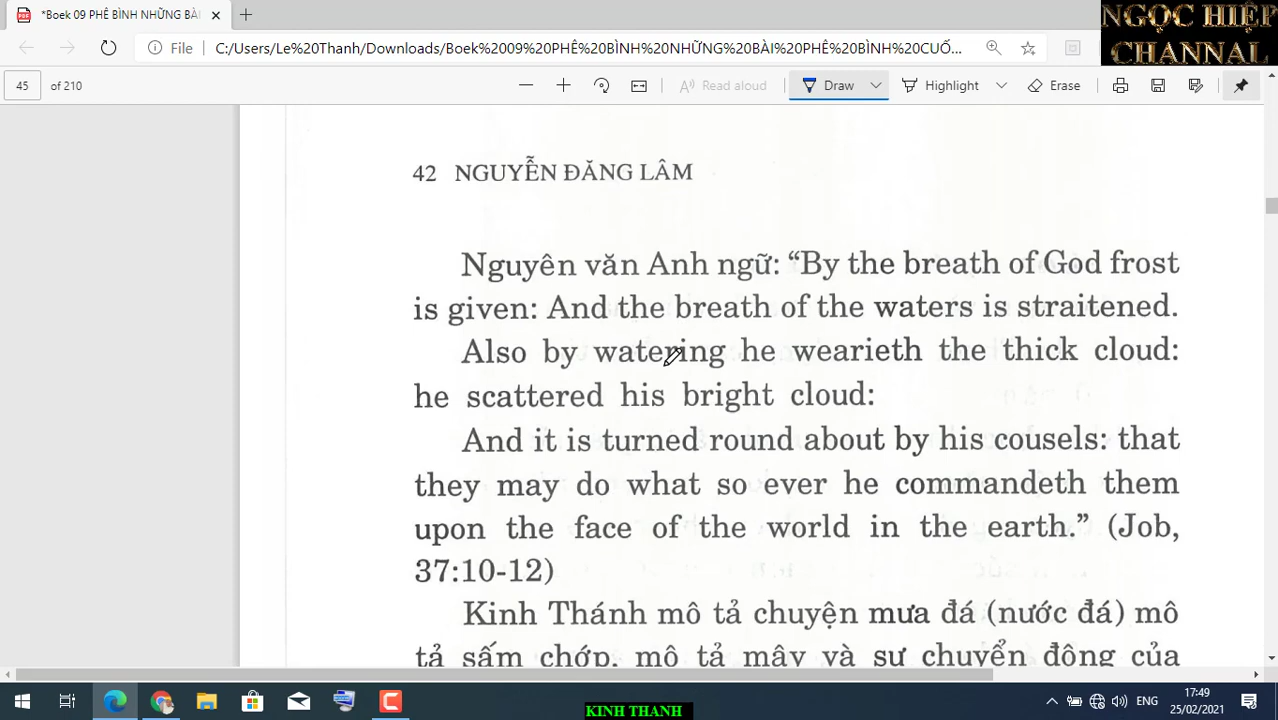 *Boek 09 PHÊ BÌNH NHỮNG BÀI
NGỌC HIỆP
CHANNAL
File
C:/Users/Le%20Thanh/Downloads/Boek%2009%20PHÊ%20BÌNH%20NHỮNG%20BÀI%20PHÊ%20BÌNH%20CUỐ...
45 of 210
Read aloud
Draw
Highlight
Erase
42 NGUYỄN ĐĂNG LÂM
Nguyên văn Anh ngữ: “By the breath of God frost
is given: And the breath of the waters is straitened.
Also by watering he wearieth the thick cloud:
he scattered his bright cloud:
And it is turned round about by his cousels: that
they may do what so ever he commandeth them
upon the face of the world in the earth.” (Job,
37:10-12)
Kinh Thánh mô tả chuyện mưa đá (nước đá) mô
tả sấm chớp, mô tả mây và sự chuyển động của
ENG
17:49
25/02/2021
KINH THANH